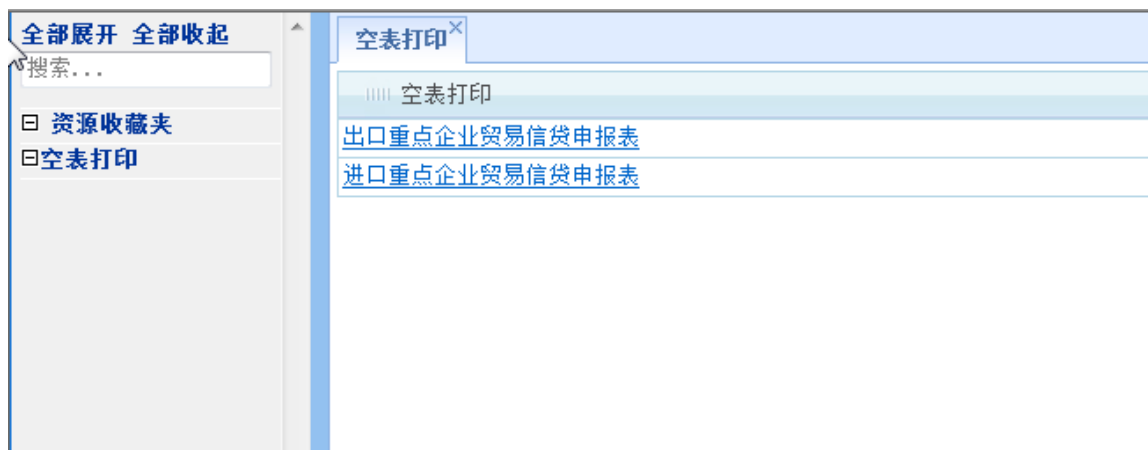 全部展开 全部收起
搜索...
资源收藏夹
空表打印
空表打印
空表打印
出口重点企业贸易信贷申报表
进口重点企业贸易信贷申报表